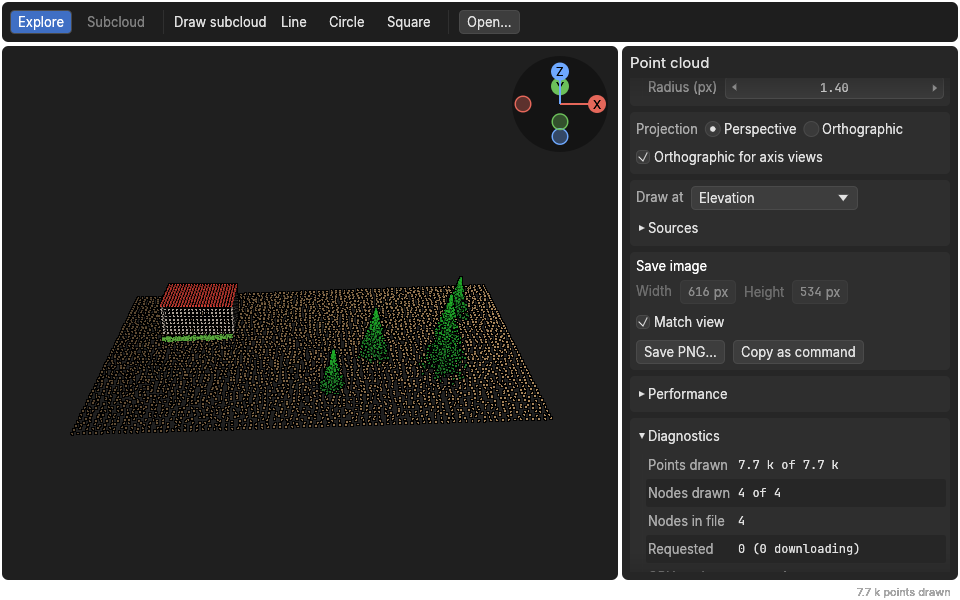 Explore Subcloud Draw subcloud Line Circle Square Open...
Z
Y
X
Point cloud
Radius (px) 1.40
Projection Perspective Orthographic
Orthographic for axis views
Draw at Elevation
Sources
Save image
Width 616 px Height 534 px
Match view
Save PNG... Copy as command
Performance
Diagnostics
Points drawn 7.7 k of 7.7 k
Nodes drawn 4 of 4
Nodes in file 4
Requested 0 (0 downloading)
7.7 k points drawn